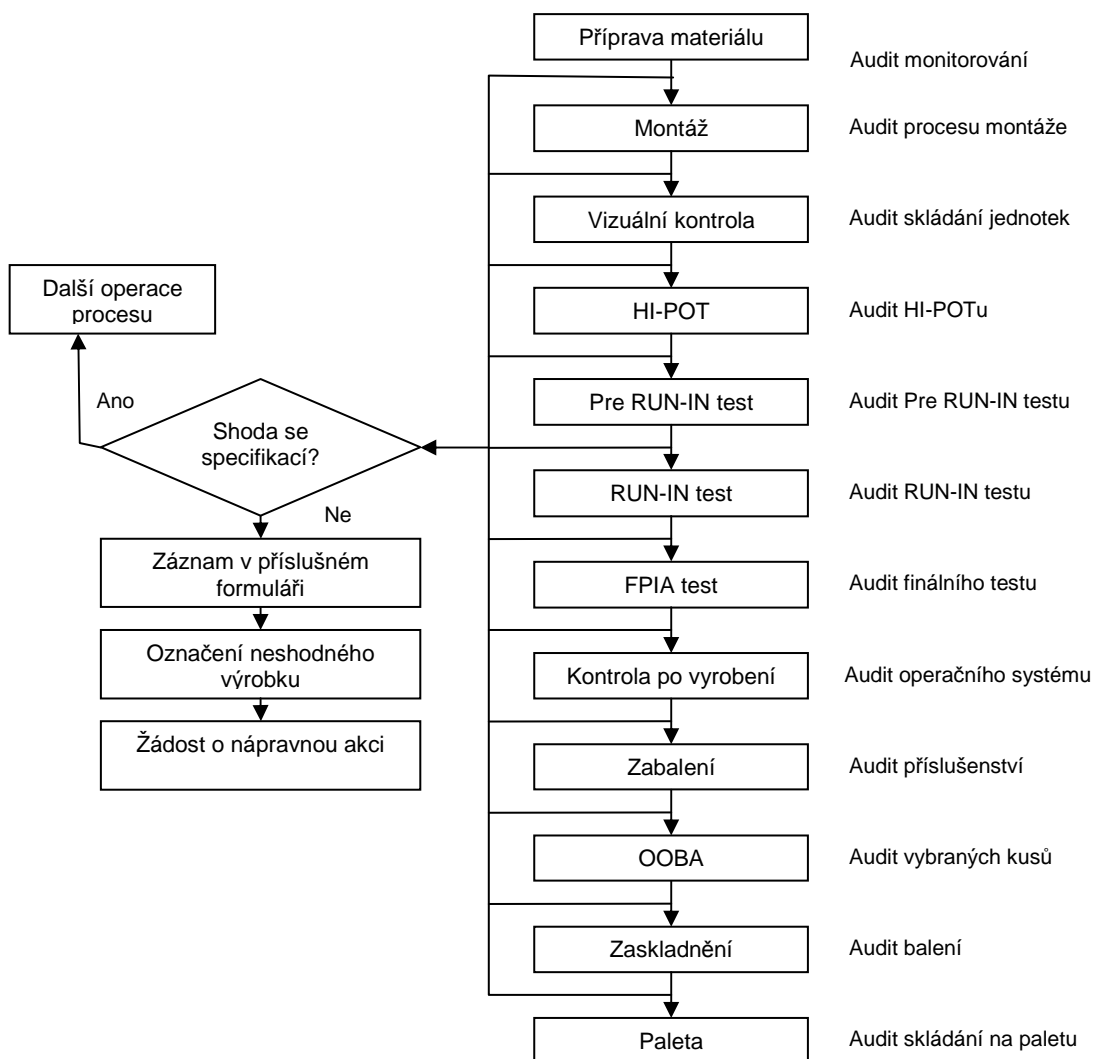 Příprava materiálu
Audit monitorování
Montáž
Audit procesu montáže
Vizuální kontrola
Audit skládání jednotek
Další operace
procesu
HI-POT
Audit HI-POTu
Ano
Pre RUN-IN test
Audit Pre RUN-IN testu
Shoda se
specifikací?
RUN-IN test
Audit RUN-IN testu
Ne
Záznam v příslušném
formuláři
FPIA test
Audit finálního testu
Označení neshodného
výrobku
Kontrola po vyrobení
Audit operačního systému
Žádost o nápravnou akci
Zabalení
Audit příslušenství
OOBA
Audit vybraných kusů
Zaskladnění
Audit balení
Paleta
Audit skládání na paletu